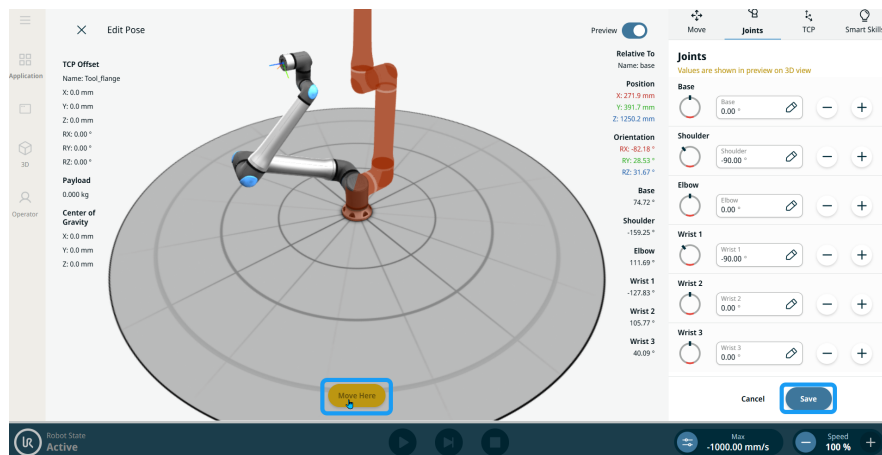 Edit Pose
Preview
Move
Joints
TCP
Smart Skills
Application
3D
Operator
TCP Offset
Name: Tool_flange
X: 0.0 mm
Y: 0.0 mm
Z: 0.0 mm
RX: 0.00 °
RY: 0.00 °
RZ: 0.00 °
Payload
0.000 kg
Center of
Gravity
X: 0.0 mm
Y: 0.0 mm
Z: 0.0 mm
Relative To
Name: base
Position
X: 271.9 mm
Y: 391.7 mm
Z: 1250.2 mm
Orientation
RX: -82.18 °
RY: 28.53 °
RZ: 31.67 °
Base
74.72 °
Shoulder
-159.25 °
Elbow
111.69 °
Wrist 1
-127.83 °
Wrist 2
105.77 °
Wrist 3
40.09 °
Move Here
Joints
Values are shown in preview on 3D view
Base
Base
0.00 °
Shoulder
Shoulder
-90.00 °
Elbow
Elbow
0.00 °
Wrist 1
Wrist 1
-90.00 °
Wrist 2
Wrist 2
0.00 °
Wrist 3
Wrist 3
0.00 °
Cancel
Save
UR
Robot State
Active
Max
-1000.00 mm/s
Speed
100 %